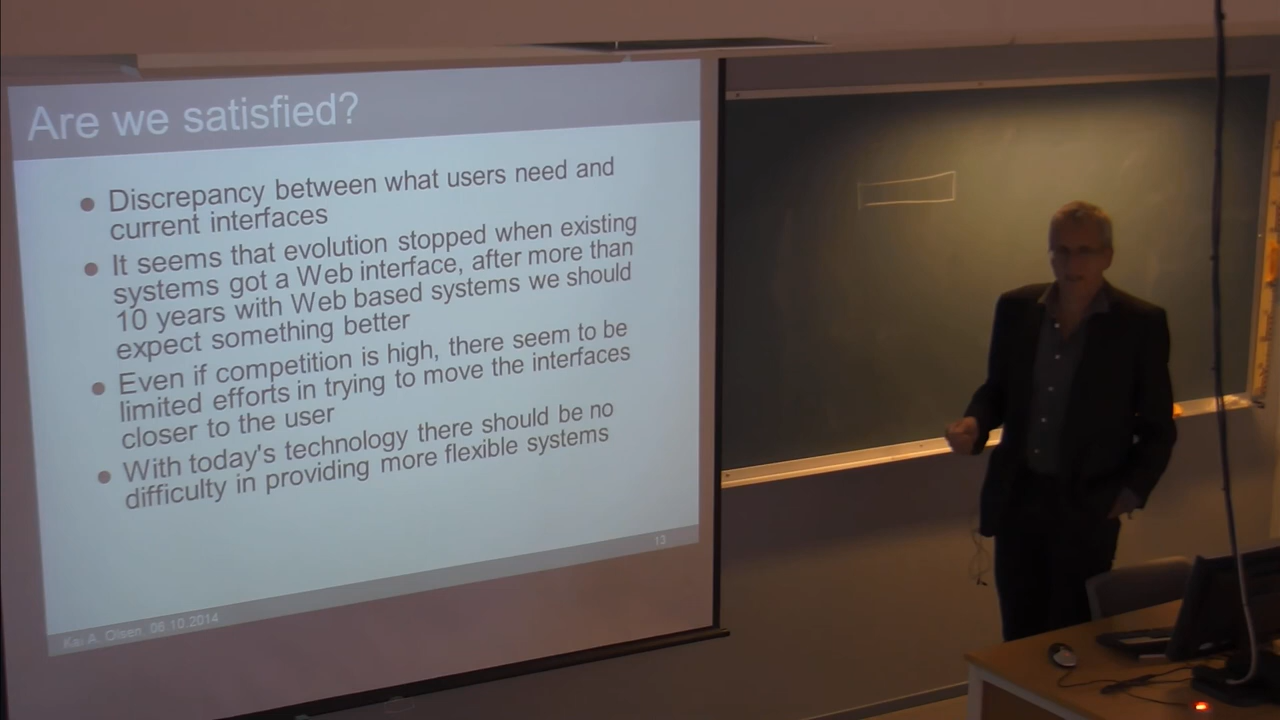 Are we satisfied?
• Discrepancy between what users need and
current interfaces
• It seems that evolution stopped when existing
systems got a Web interface, after more than
10 years with Web based systems we should
expect something better
• Even if competition is high, there seem to be
limited efforts in trying to move the interfaces
closer to the user
• With today's technology there should be no
difficulty in providing more flexible systems
13
Kai A. Olsen, 06.10.2014